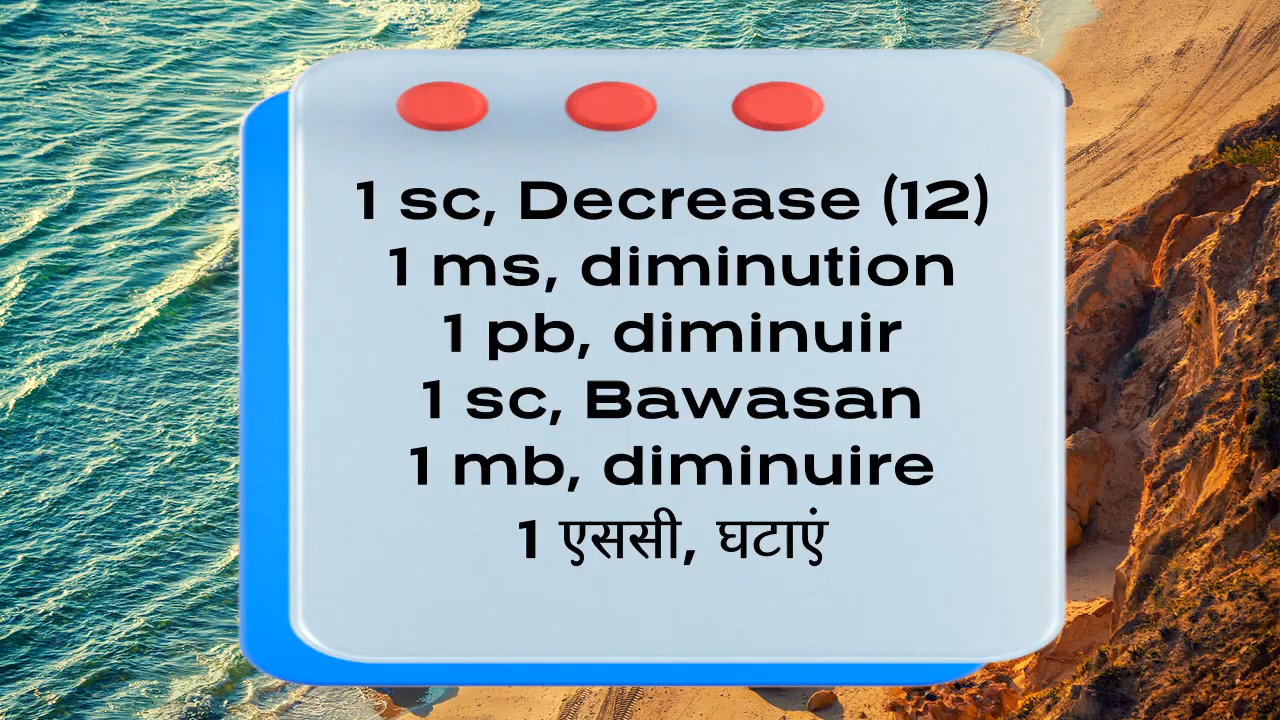 1 sc, Decrease (12)
1 ms, diminution
1 pb, diminuir
1 sc, Bawasan
1 mb, diminuire
1 एससी, घटाएं